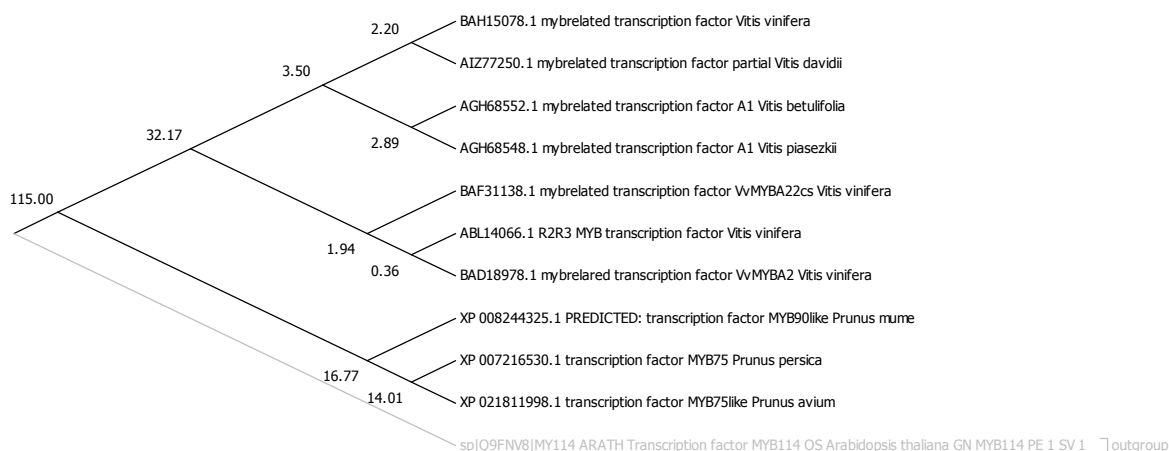 2.20
BAH15078.1 mybrelated transcription factor Vitis vinifera
3.50
AIZ77250.1 mybrelated transcription factor partial Vitis davidii
AGH68552.1 mybrelated transcription factor A1 Vitis betulifolia
32.17
2.89
AGH68548.1 mybrelated transcription factor A1 Vitis piasezkii
BAF31138.1 mybrelated transcription factor VvMYBA22cs Vitis vinifera
115.00
ABL14066.1 R2R3 MYB transcription factor Vitis vinifera
1.94
0.36
BAD18978.1 mybrelared transcription factor VvMYBA2 Vitis vinifera
XP 008244325.1 PREDICTED: transcription factor MYB90like Prunus mume
XP 007216530.1 transcription factor MYB75 Prunus persica
16.77
14.01
XP 021811998.1 transcription factor MYB75like Prunus avium
sp|Q9FNV8|MY114 ARATH Transcription factor MYB114 OS Arabidopsis thaliana GN MYB114 PE 1 SV 1
outgroup